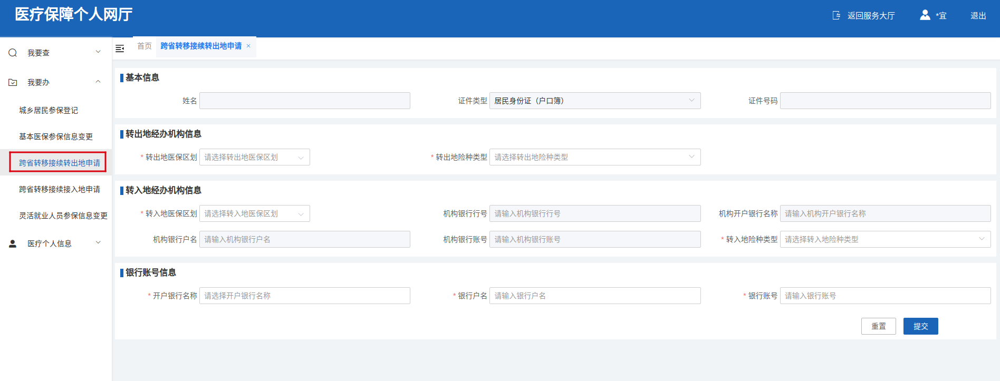 医疗保障个人网厅
返回服务大厅
*宜
退出
我要查
我要办
城乡居民参保登记
基本医保参保信息变更
跨省转移接续转出地申请
跨省转移接续接入地申请
灵活就业人员参保信息变更
医疗个人信息
首页 跨省转移接续转出地申请 ×
基本信息
姓名
证件类型 居民身份证（户口簿）
证件号码
转出地经办机构信息
* 转出地医保区划 请选择转出地医保区划
* 转出地险种类型 请选择转出地险种类型
转入地经办机构信息
* 转入地医保区划 请选择转入地医保区划
机构银行行号 请输入机构银行行号
机构开户银行名称 请输入机构开户银行名称
机构银行户名 请输入机构银行户名
机构银行账号 请输入机构银行账号
* 转入地险种类型 请选择转入地险种类型
银行账号信息
* 开户银行名称 请选择开户银行名称
* 银行户名 请输入银行户名
* 银行账号 请输入银行账号
重置
提交